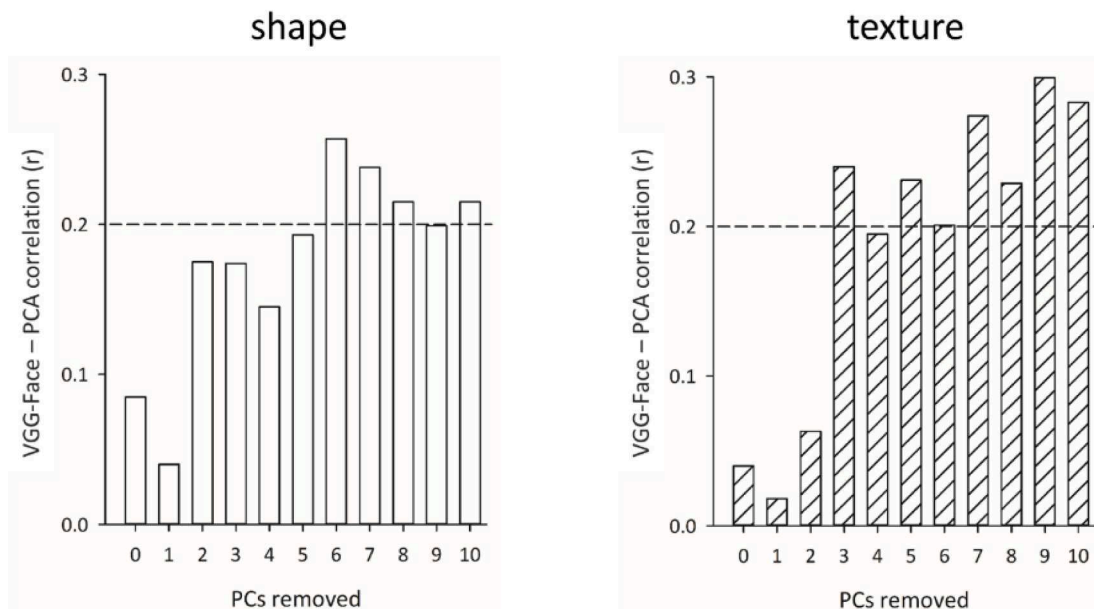 shape
VGG-Face – PCA correlation (r)
0.3
0.2
0.1
0.0
0 1 2 3 4 5 6 7 8 9 10
PCs removed
texture
VGG-Face – PCA correlation (r)
0.3
0.2
0.1
0.0
0 1 2 3 4 5 6 7 8 9 10
PCs removed